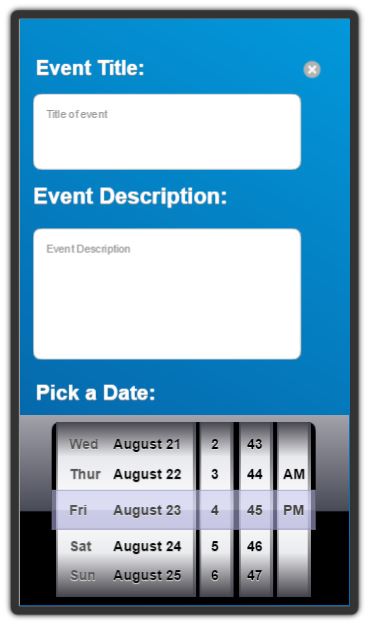 Event Title:
Title of event
Event Description:
Event Description
Pick a Date:
Wed August 21 2 43
Thur August 22 3 44 AM
Fri August 23 4 45 PM
Sat August 24 5 46
Sun August 25 6 47